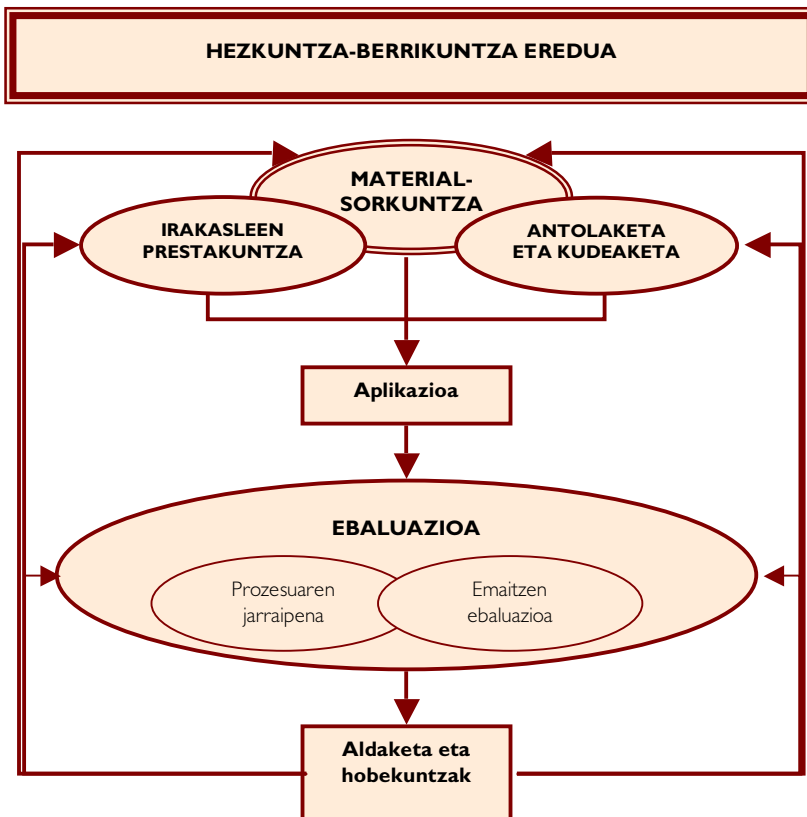 HEZKUNTZA-BERRIKUNTZA EREDUA
MATERIAL-
SORKUNTZA
IRAKASLEEN
PRESTAKUNTZA
ANTOLAKETA
ETA KUDEAKETA
Aplikazioa
EBALUAZIOA
Prozesuaren
jarraipena
Emaitzen
ebaluazioa
Aldaketa eta
hobekuntzak